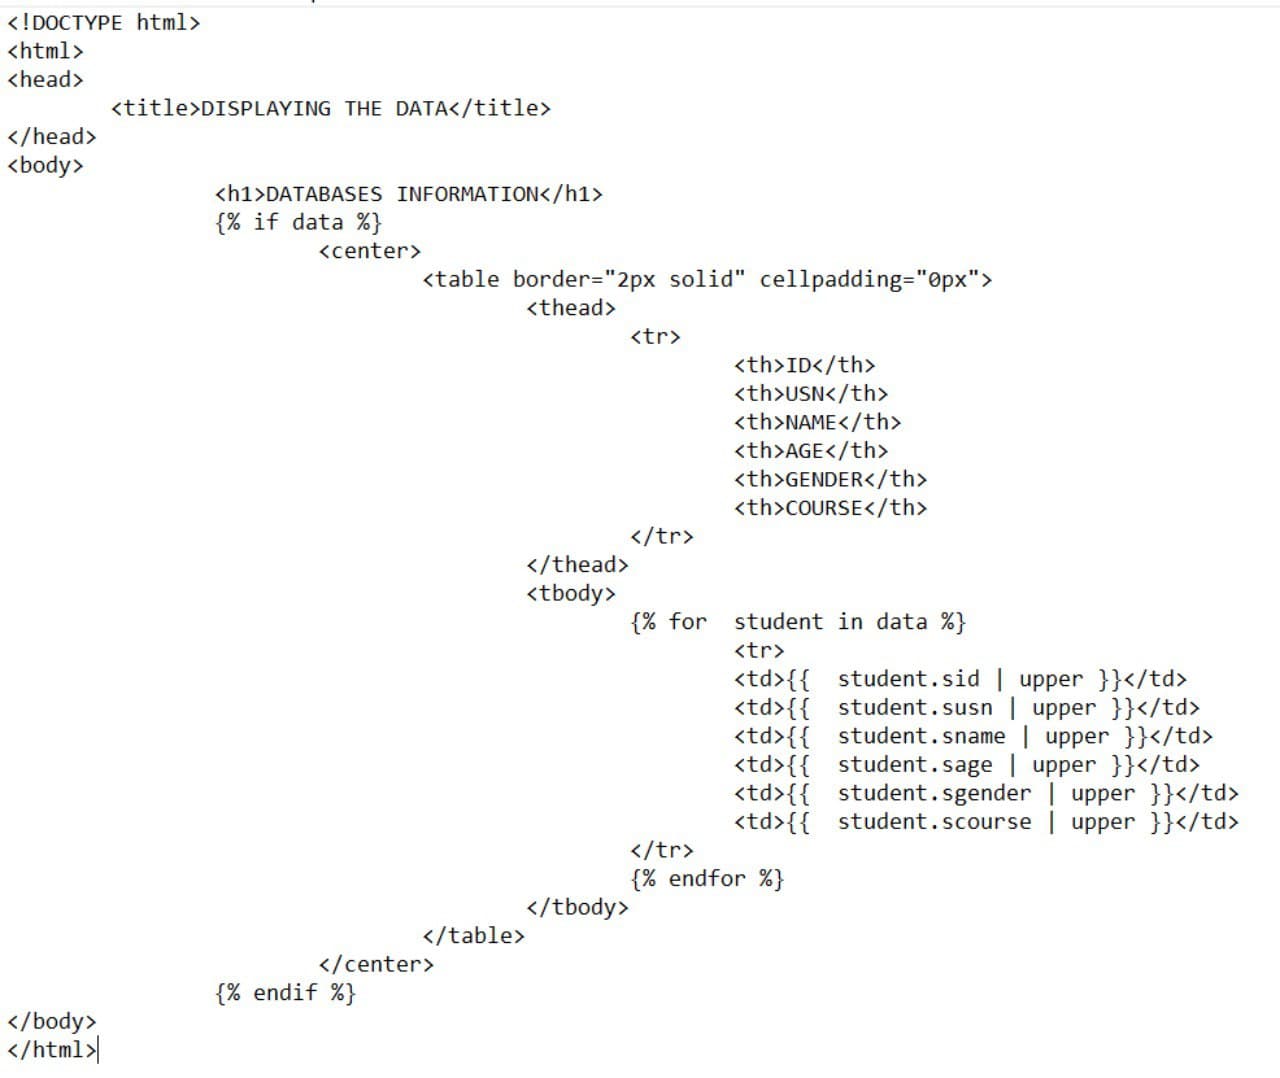 <!DOCTYPE html>
<html>
<head>
        <title>DISPLAYING THE DATA</title>
</head>
<body>
                <h1>DATABASES INFORMATION</h1>
                {% if data %}
                        <center>
                                <table border="2px solid" cellpadding="0px">
                                        <thead>
                                                <tr>
                                                        <th>ID</th>
                                                        <th>USN</th>
                                                        <th>NAME</th>
                                                        <th>AGE</th>
                                                        <th>GENDER</th>
                                                        <th>COURSE</th>
                                                </tr>
                                        </thead>
                                        <tbody>
                                                {% for  student in data %}
                                                        <tr>
                                                        <td>{{  student.sid | upper }}</td>
                                                        <td>{{  student.susn | upper }}</td>
                                                        <td>{{  student.sname | upper }}</td>
                                                        <td>{{  student.sage | upper }}</td>
                                                        <td>{{  student.sgender | upper }}</td>
                                                        <td>{{  student.scourse | upper }}</td>
                                                </tr>
                                                {% endfor %}
                                        </tbody>
                                </table>
                        </center>
                {% endif %}
</body>
</html>